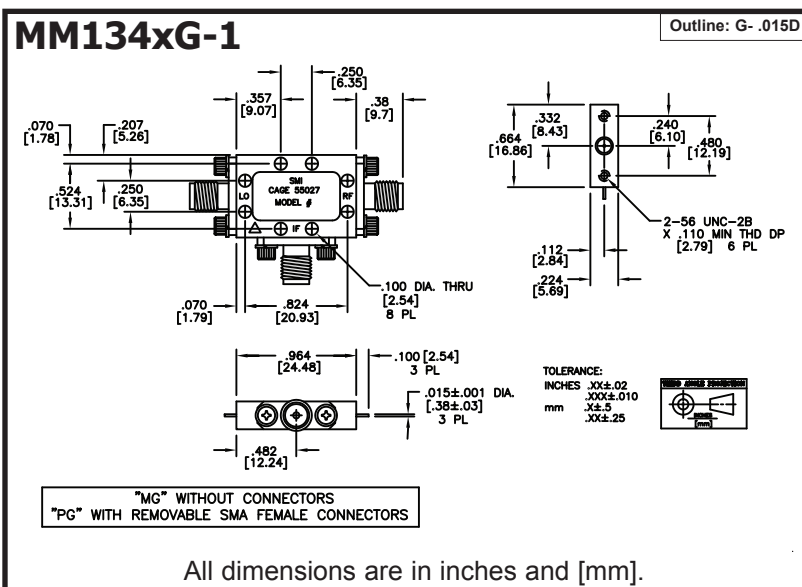 MM134xG-1
Outline: G- .015D
.250
[6.35]
.357
[9.07]
.38
[9.7]
.070
[1.78]
.207
[5.26]
.524
[13.31]
.250
[6.35]
SMI
CAGE 55027
MODEL #
LO
RF
IF
.100 DIA. THRU
[2.54]
8 PL
.070
[1.79]
.824
[20.93]
.332
[8.43]
.664
[16.86]
.240
[6.10]
.480
[12.19]
2-56 UNC-2B
X .110 MIN THD DP
[2.79] 6 PL
.112
[2.84]
.224
[5.69]
.964
[24.48]
.100 [2.54]
3 PL
.015±.001 DIA.
[.38±.03]
3 PL
.482
[12.24]
TOLERANCE:
INCHES .XX±.02
.XXX±.010
mm .X±.5
.XX±.25
THIRD ANGLE PROJECTION
INCHES
[mm]
"MG" WITHOUT CONNECTORS
"PG" WITH REMOVABLE SMA FEMALE CONNECTORS
All dimensions are in inches and [mm].